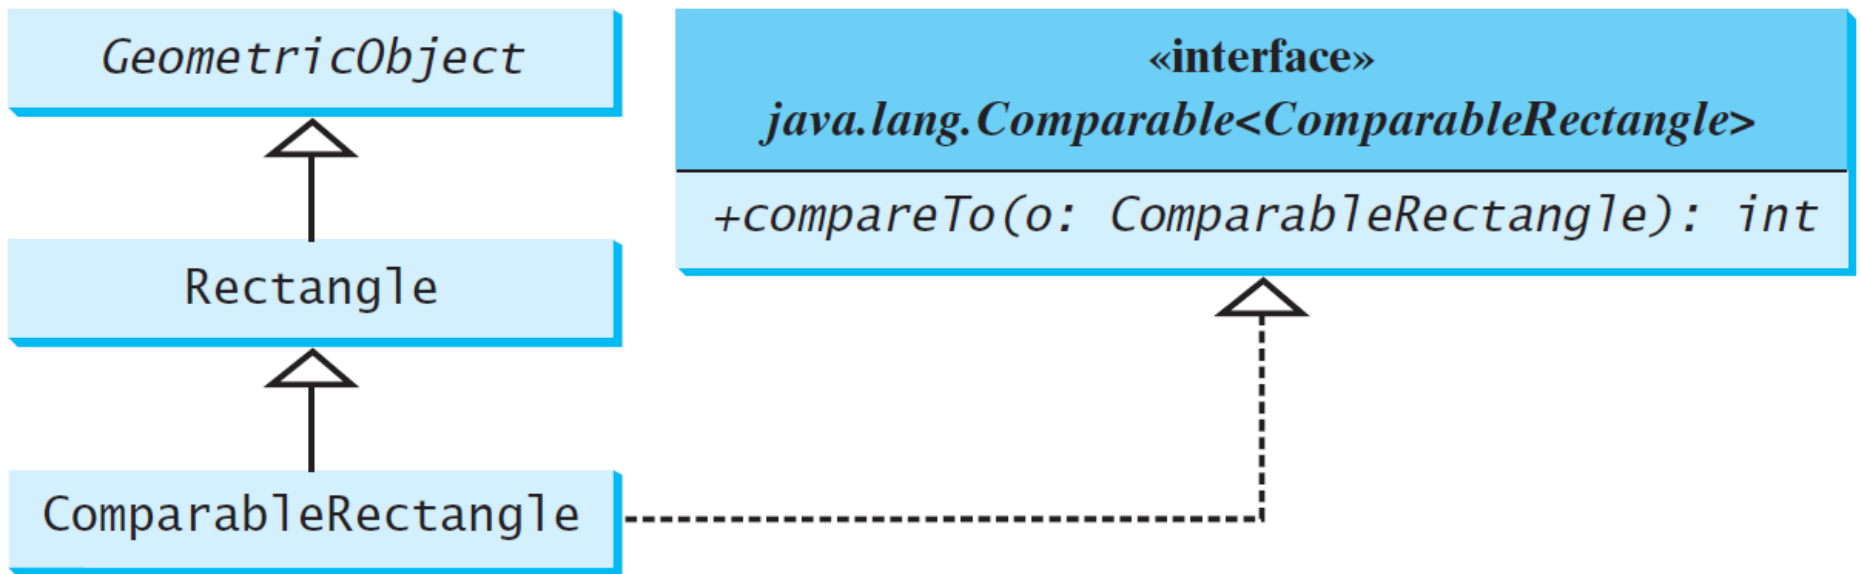 GeometricObject
Rectangle
ComparableRectangle
«interface»
java.lang.Comparable<ComparableRectangle>
+compareTo(o: ComparableRectangle): int